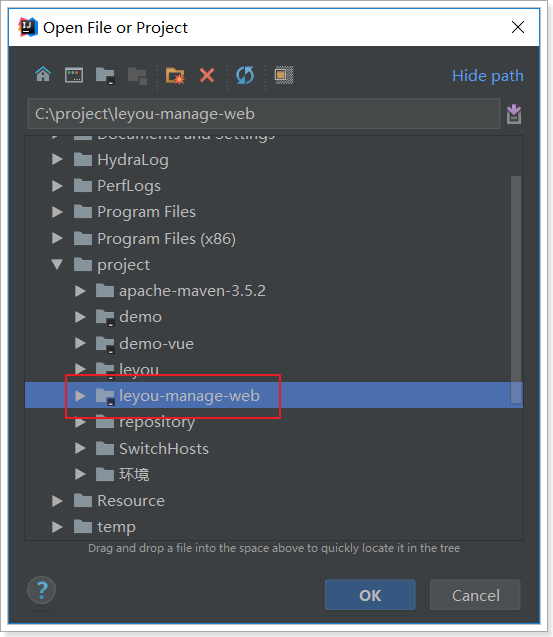 Open File or Project
Hide path
C:\project\leyou-manage-web
Documents and Settings
HydraLog
PerfLogs
Program Files
Program Files (x86)
project
apache-maven-3.5.2
demo
demo-vue
leyou
leyou-manage-web
repository
SwitchHosts
环境
Resource
temp
Drag and drop a file into the space above to quickly locate it in the tree
?
OK
Cancel